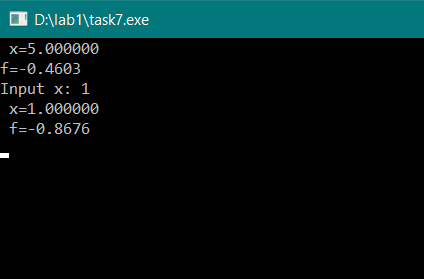 D:\lab1\task7.exe
x=5.000000
f=-0.4603
Input x: 1
x=1.000000
f=-0.8676